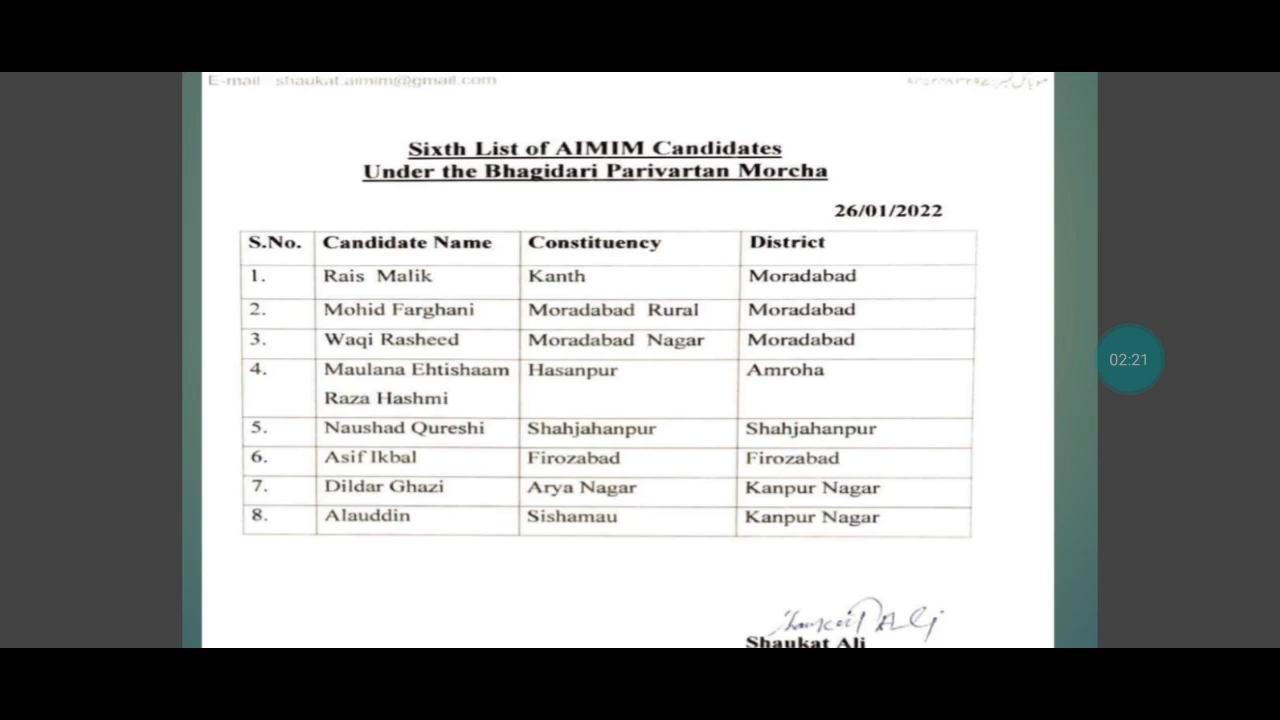 E-mail shaukat.aimim@gmail.com
Sixth List of AIMIM Candidates
Under the Bhagidari Parivartan Morcha
26/01/2022
S.No. Candidate Name Constituency District
1. Rais Malik Kanth Moradabad
2. Mohid Farghani Moradabad Rural Moradabad
3. Waqi Rasheed Moradabad Nagar Moradabad
4. Maulana Ehtishaam Hasanpur Amroha
Raza Hashmi
5. Naushad Qureshi Shahjahanpur Shahjahanpur
6. Asif Ikbal Firozabad Firozabad
7. Dildar Ghazi Arya Nagar Kanpur Nagar
8. Alauddin Sishamau Kanpur Nagar
Shaukat Ali
Shaukat Ali
02:21